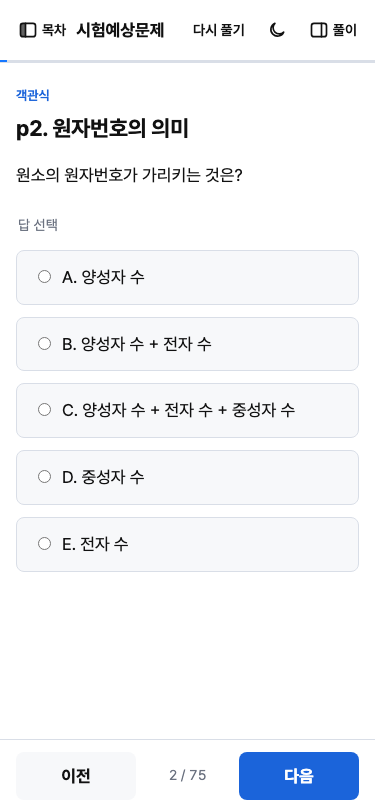 목차 시험예상문제 다시 풀기 풀이
객관식
p2. 원자번호의 의미
원소의 원자번호가 가리키는 것은?
답 선택
A. 양성자 수
B. 양성자 수 + 전자 수
C. 양성자 수 + 전자 수 + 중성자 수
D. 중성자 수
E. 전자 수
이전 2 / 75 다음